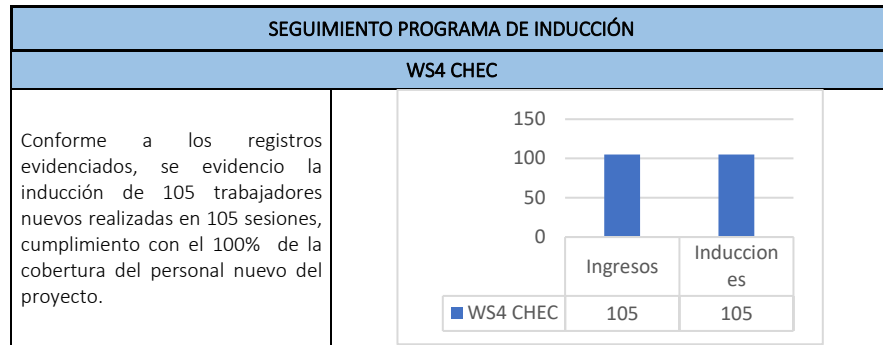 SEGUIMIENTO PROGRAMA DE INDUCCIÓN
WS4 CHEC
Conforme a los registros
evidenciados, se evidencio la
inducción de 105 trabajadores
nuevos realizadas en 105 sesiones,
cumplimiento con el 100% de la
cobertura del personal nuevo del
proyecto.
150
100
50
0
Ingresos
Induccion
es
WS4 CHEC 105 105